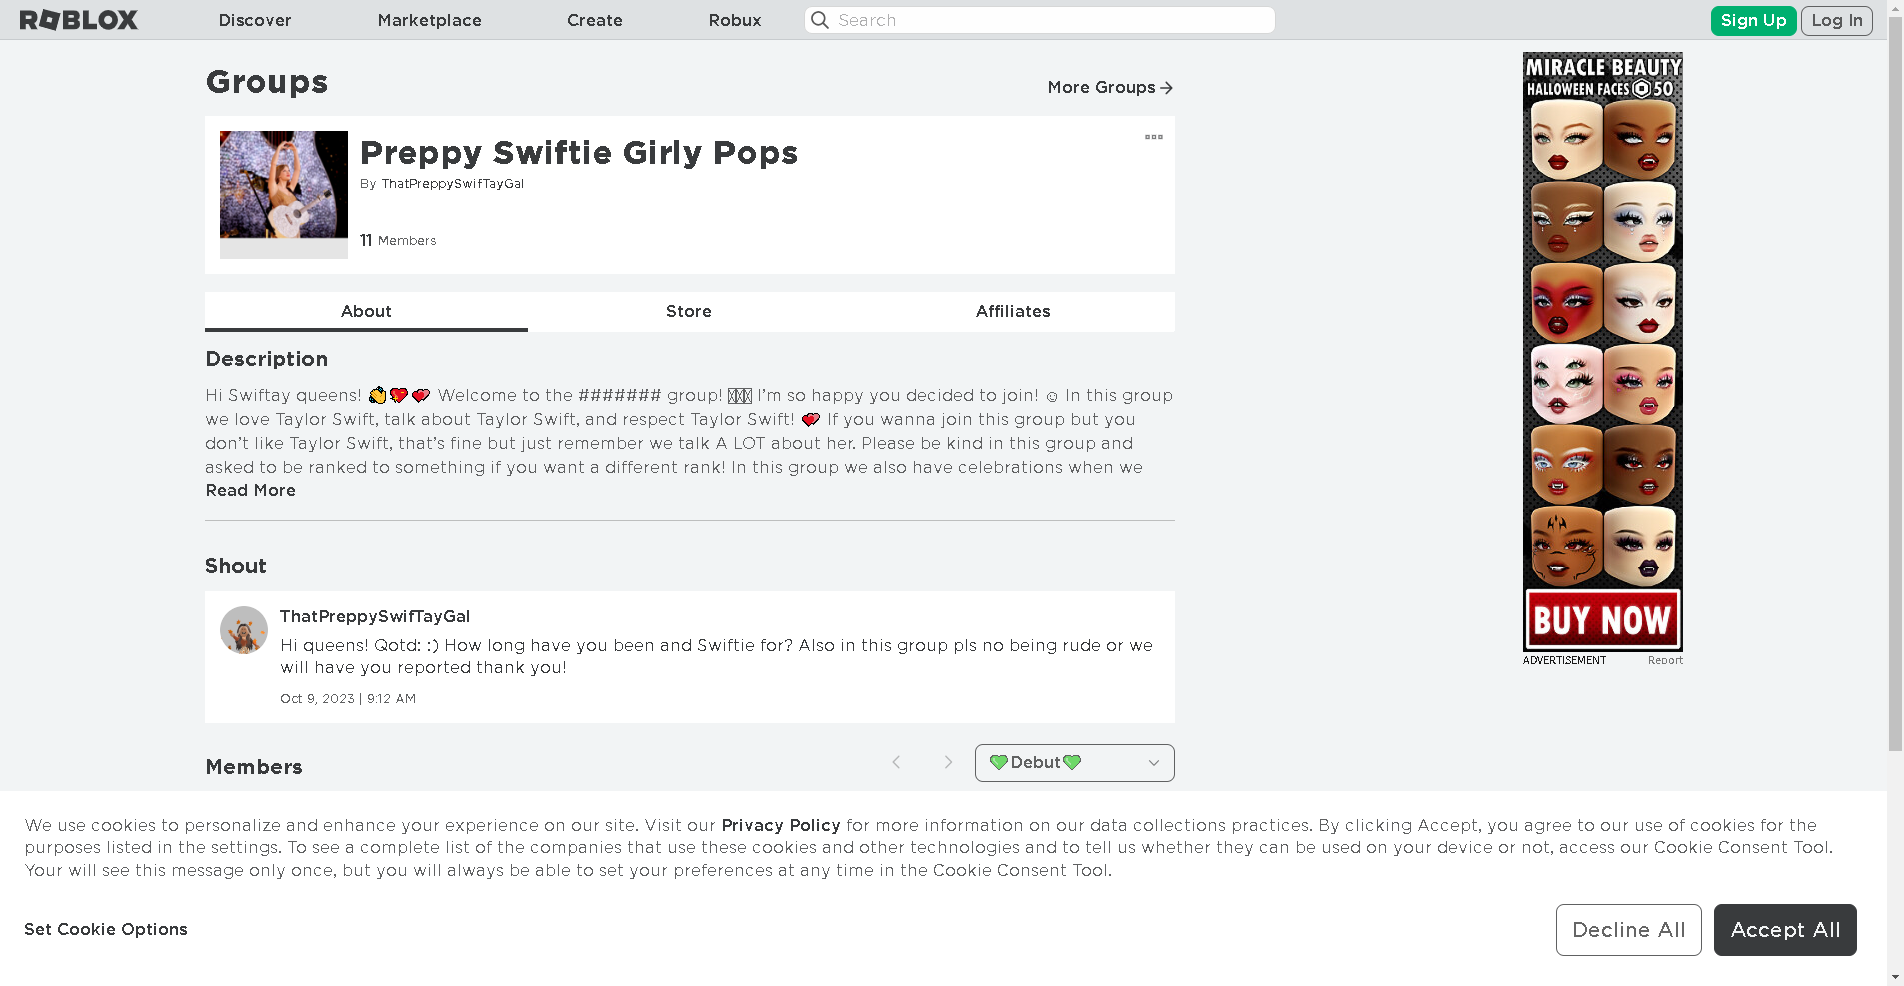 ROBLOX
Discover
Marketplace
Create
Robux
Search
Sign Up
Log In
Groups
More Groups
Preppy Swiftie Girly Pops
By ThatPreppySwifTayGal
11 Members
About
Store
Affiliates
Description
Hi Swiftay queens! 👏💖💕 Welcome to the ####### group! I’m so happy you decided to join! ☺ In this group
we love Taylor Swift, talk about Taylor Swift, and respect Taylor Swift! 💕 If you wanna join this group but you
don’t like Taylor Swift, that’s fine but just remember we talk A LOT about her. Please be kind in this group and
asked to be ranked to something if you want a different rank! In this group we also have celebrations when we
Read More
Shout
ThatPreppySwifTayGal
Hi queens! Qotd: :) How long have you been and Swiftie for? Also in this group pls no being rude or we
will have you reported thank you!
Oct 9, 2023 | 9:12 AM
Members
💚Debut💚
MIRACLE BEAUTY
HALLOWEEN FACES 50
BUY NOW
ADVERTISEMENT
Report
We use cookies to personalize and enhance your experience on our site. Visit our Privacy Policy for more information on our data collections practices. By clicking Accept, you agree to our use of cookies for the
purposes listed in the settings. To see a complete list of the companies that use these cookies and other technologies and to tell us whether they can be used on your device or not, access our Cookie Consent Tool.
Your will see this message only once, but you will always be able to set your preferences at any time in the Cookie Consent Tool.
Set Cookie Options
Decline All
Accept All